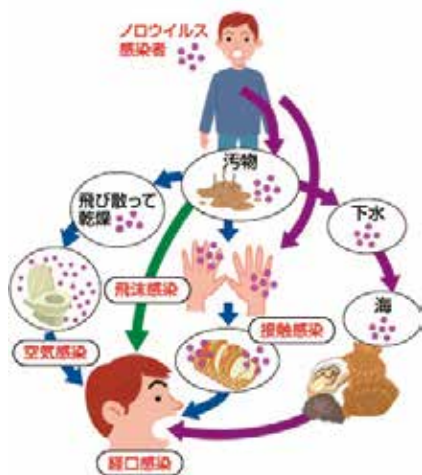 ノロウイルス
感染者
汚物
飛び散って
乾燥
下水
飛沫感染
接触感染
海
空気感染
経口感染